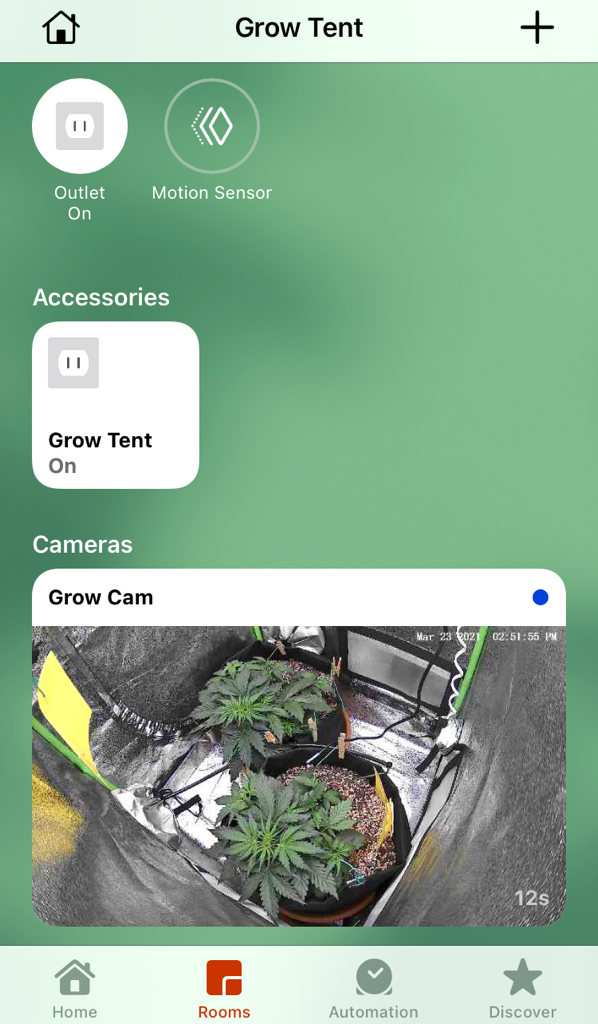 Grow Tent
Outlet
On
Motion Sensor
Accessories
Grow Tent
On
Cameras
Grow Cam
Mar 23 2021 02:51:55 PM
12s
Home
Rooms
Automation
Discover